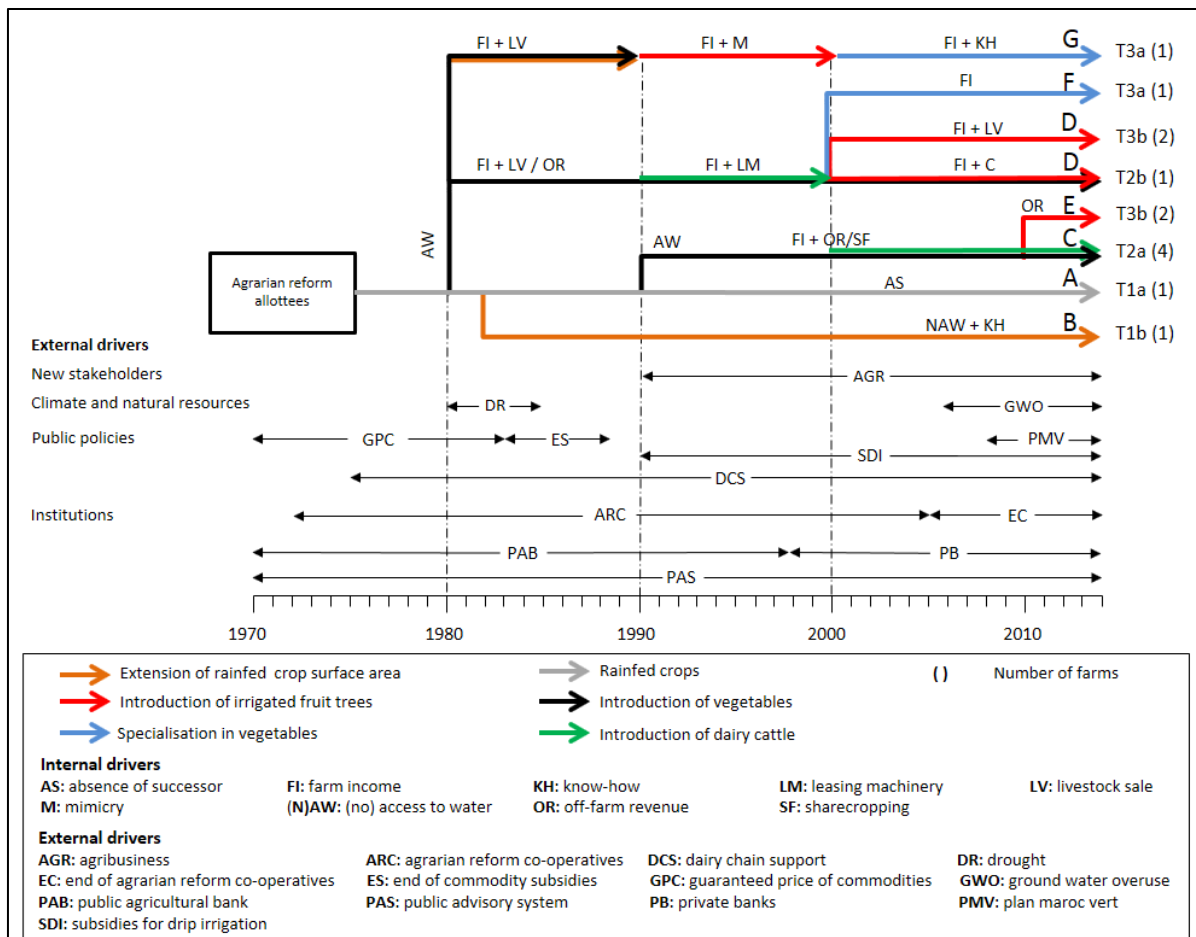 FI + LV FI + M FI + KH G T3a (1)
FI F T3a (1)
FI + LV D T3b (2)
FI + LV / OR FI + LM FI + C D T2b (1)
OR E T3b (2)
AW AW FI + OR/SF C T2a (4)
Agrarian reform
allottees
AS A T1a (1)
NAW + KH B T1b (1)
External drivers
New stakeholders AGR
Climate and natural resources DR GWO
Public policies GPC ES PMV
SDI
DCS
Institutions ARC EC
PAB PB
PAS
1970 1980 1990 2000 2010
Extension of rainfed crop surface area Rainfed crops ( ) Number of farms
Introduction of irrigated fruit trees Introduction of vegetables
Specialisation in vegetables Introduction of dairy cattle
Internal drivers
AS: absence of successor FI: farm income KH: know-how LM: leasing machinery LV: livestock sale
M: mimicry (N)AW: (no) access to water OR: off-farm revenue SF: sharecropping
External drivers
AGR: agribusiness ARC: agrarian reform co-operatives DCS: dairy chain support DR: drought
EC: end of agrarian reform co-operatives ES: end of commodity subsidies GPC: guaranteed price of commodities GWO: ground water overuse
PAB: public agricultural bank PAS: public advisory system PB: private banks PMV: plan maroc vert
SDI: subsidies for drip irrigation